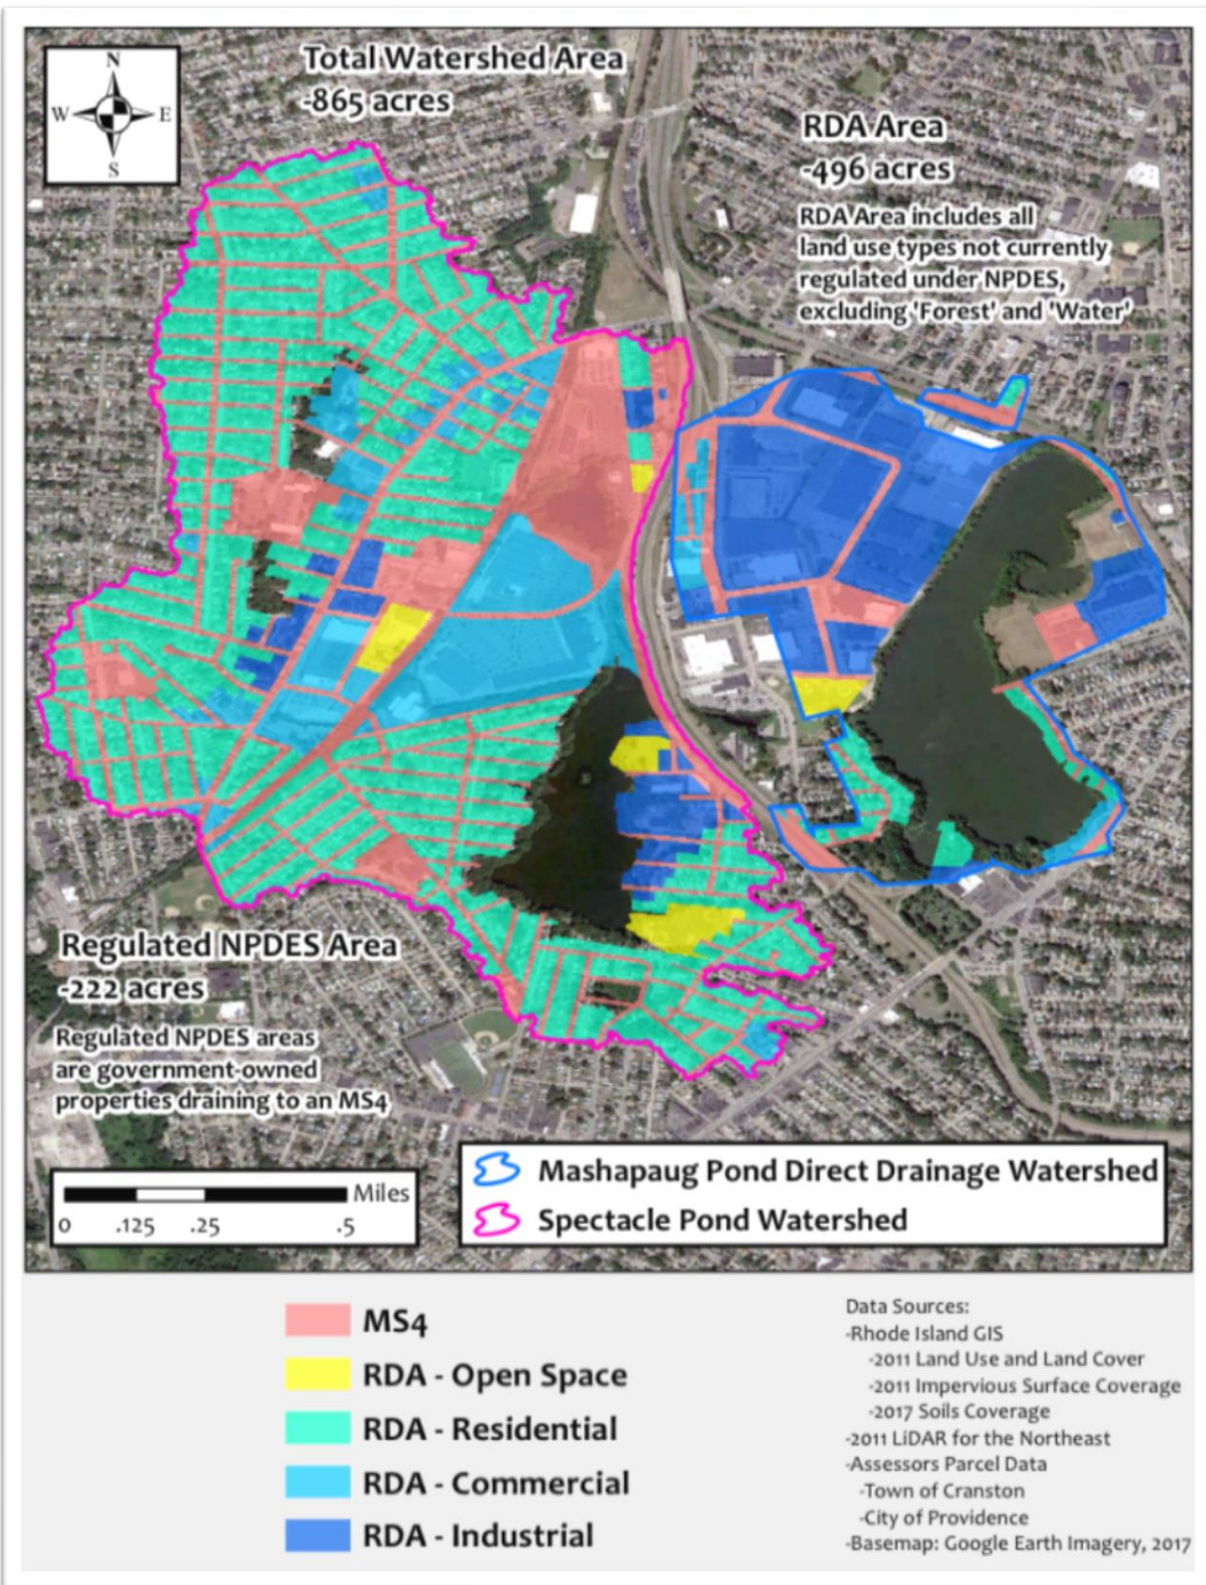 N
W E
S
Total Watershed Area
-865 acres
RDA Area
-496 acres
RDA Area includes all
land use types not currently
regulated under NPDES,
excluding 'Forest' and 'Water'
Regulated NPDES Area
-222 acres
Regulated NPDES areas
are government-owned
properties draining to an MS4
Miles
0 .125 .25 .5
Mashapaug Pond Direct Drainage Watershed
Spectacle Pond Watershed
MS4
RDA - Open Space
RDA - Residential
RDA - Commercial
RDA - Industrial
Data Sources:
-Rhode Island GIS
-2011 Land Use and Land Cover
-2011 Impervious Surface Coverage
-2017 Soils Coverage
-2011 LiDAR for the Northeast
-Assessors Parcel Data
-Town of Cranston
-City of Providence
-Basemap: Google Earth Imagery, 2017